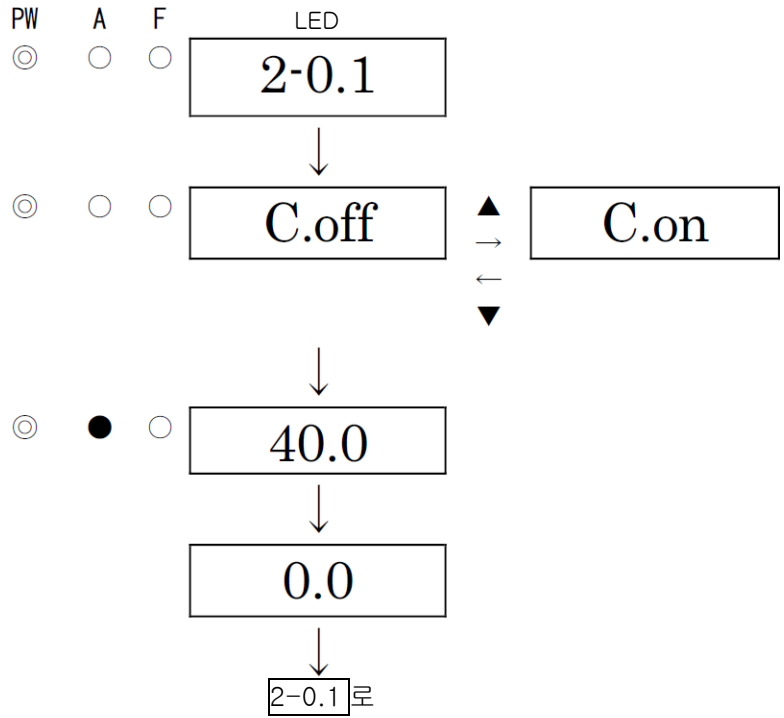 PW A F LED
◎ ○ ○ 2-0.1
↓
◎ ○ ○ C.off ▲ → ← ▼ C.on
↓
◎ ● ○ 40.0
↓
0.0
↓
2-0.1 로